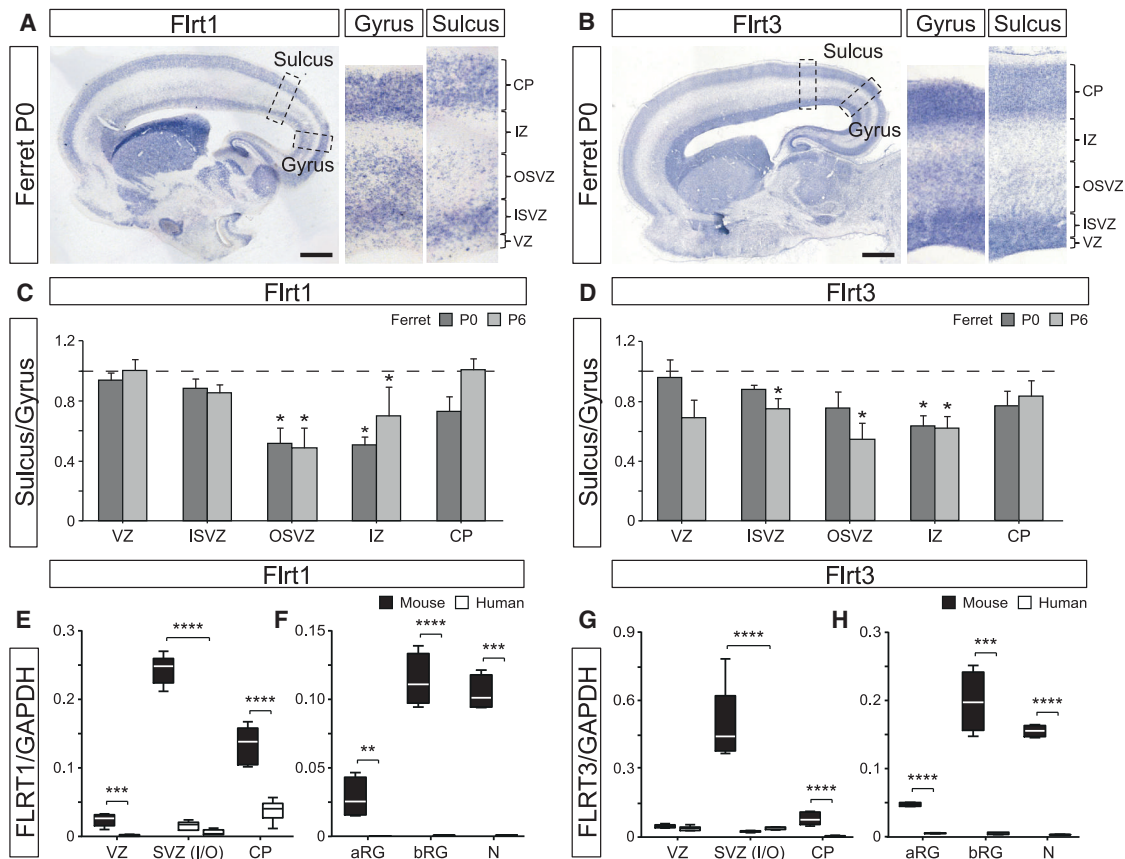 A
Flrt1
Gyrus
Sulcus
Ferret P0
Sulcus
Gyrus
CP
IZ
OSVZ
ISVZ
VZ
B
Flrt3
Gyrus
Sulcus
Ferret P0
Sulcus
Gyrus
CP
IZ
OSVZ
ISVZ
VZ
C
Flrt1
Sulcus/Gyrus
Ferret P0 P6
1.2
0.8
0.4
0
* * * *
VZ ISVZ OSVZ IZ CP
D
Flrt3
Sulcus/Gyrus
Ferret P0 P6
1.2
0.8
0.4
0
* * * *
VZ ISVZ OSVZ IZ CP
Flrt1
Mouse Human
E
FLRT1/GAPDH
0.3
0.2
0.1
0
***
****
****
VZ SVZ (I/O) CP
F
0.15
0.10
0.05
0
**
****
***
aRG bRG N
Flrt3
Mouse Human
G
FLRT3/GAPDH
0.9
0.6
0.3
0
****
****
VZ SVZ (I/O) CP
H
0.3
0.2
0.1
0
****
***
****
aRG bRG N